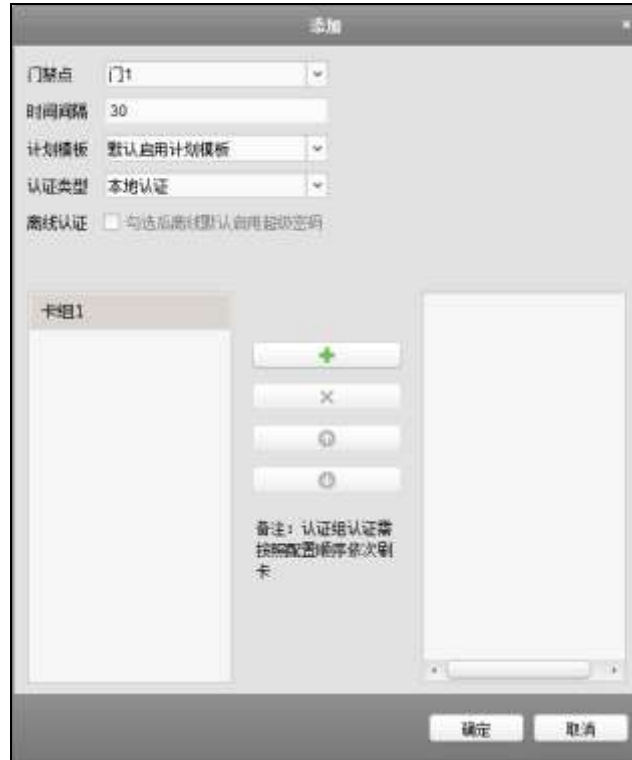 添加
门禁点 门1
时间间隔 30
计划模板 默认启用计划模板
认证类型 本地认证
离线认证 勾选后离线默认启用超级密码
卡组1
备注：认证组认证需
按照配置顺序依次刷
卡
确定 取消